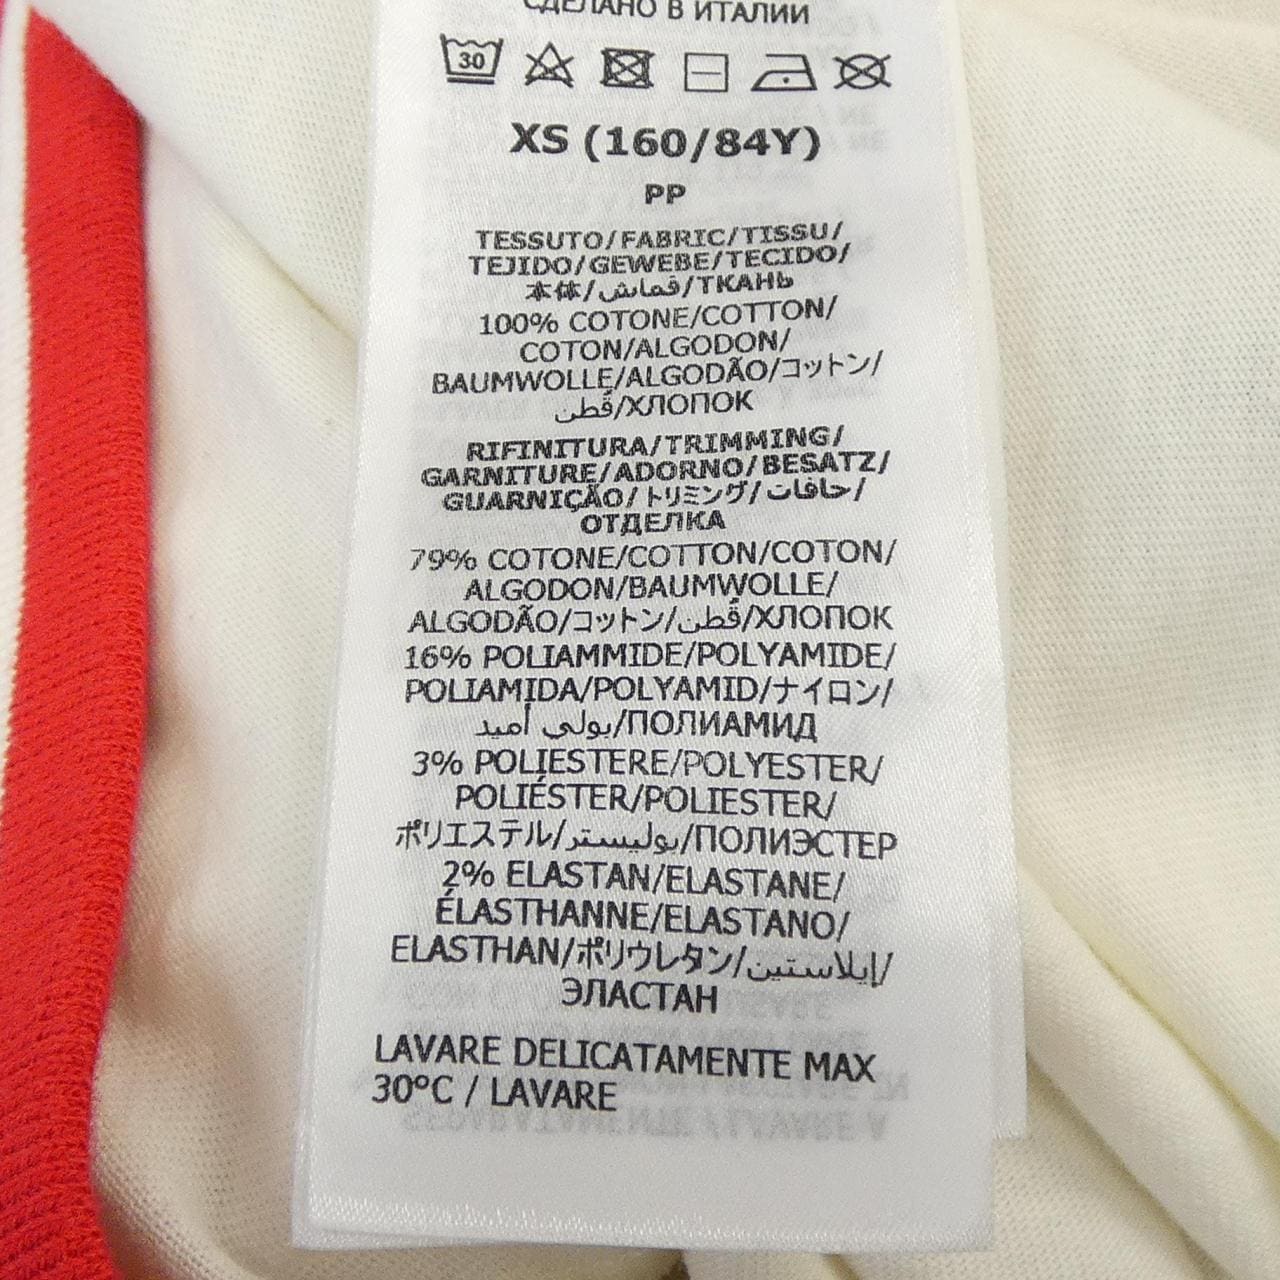 СДЕЛАНО В ИТАЛИИ
30
XS (160/84Y)
PP
TESSUTO/FABRIC/TISSU/
TEJIDO/GEWEBE/TECIDO/
本体/قماش/ТКАНЬ
100% COTONE/COTTON/
COTON/ALGODON/
BAUMWOLLE/ALGODÃO/コットン/
قُطن/ХЛОПОК
RIFINITURA/TRIMMING/
GARNITURE/ADORNO/BESATZ/
GUARNIÇÃO/トリミング/حافات/
ОТДЕЛКА
79% COTONE/COTTON/COTON/
ALGODON/BAUMWOLLE/
ALGODÃO/コットン/قُطن/ХЛОПОК
16% POLIAMMIDE/POLYAMIDE/
POLIAMIDA/POLYAMID/ナイロン/
بولي أميد/ПОЛИАМИД
3% POLIESTERE/POLYESTER/
POLIÉSTER/POLIESTER/
ポリエステル/بوليستر/ПОЛИЭСТЕР
2% ELASTAN/ELASTANE/
ÉLASTHANNE/ELASTANO/
ELASTHAN/ポリウレタン/إيلاستين/
ЭЛАСТАН
LAVARE DELICATAMENTE MAX
30°C / LAVARE